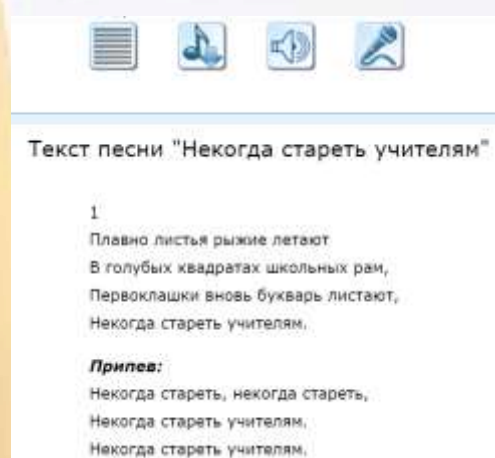 Текст песни "Некогда стареть учителям"
1
Плавно листья рыжие летают
В голубых квадратах школьных рам,
Первоклашки вновь букварь листают,
Некогда стареть учителям.
Припев:
Некогда стареть, некогда стареть,
Некогда стареть учителям.
Некогда стареть учителям.